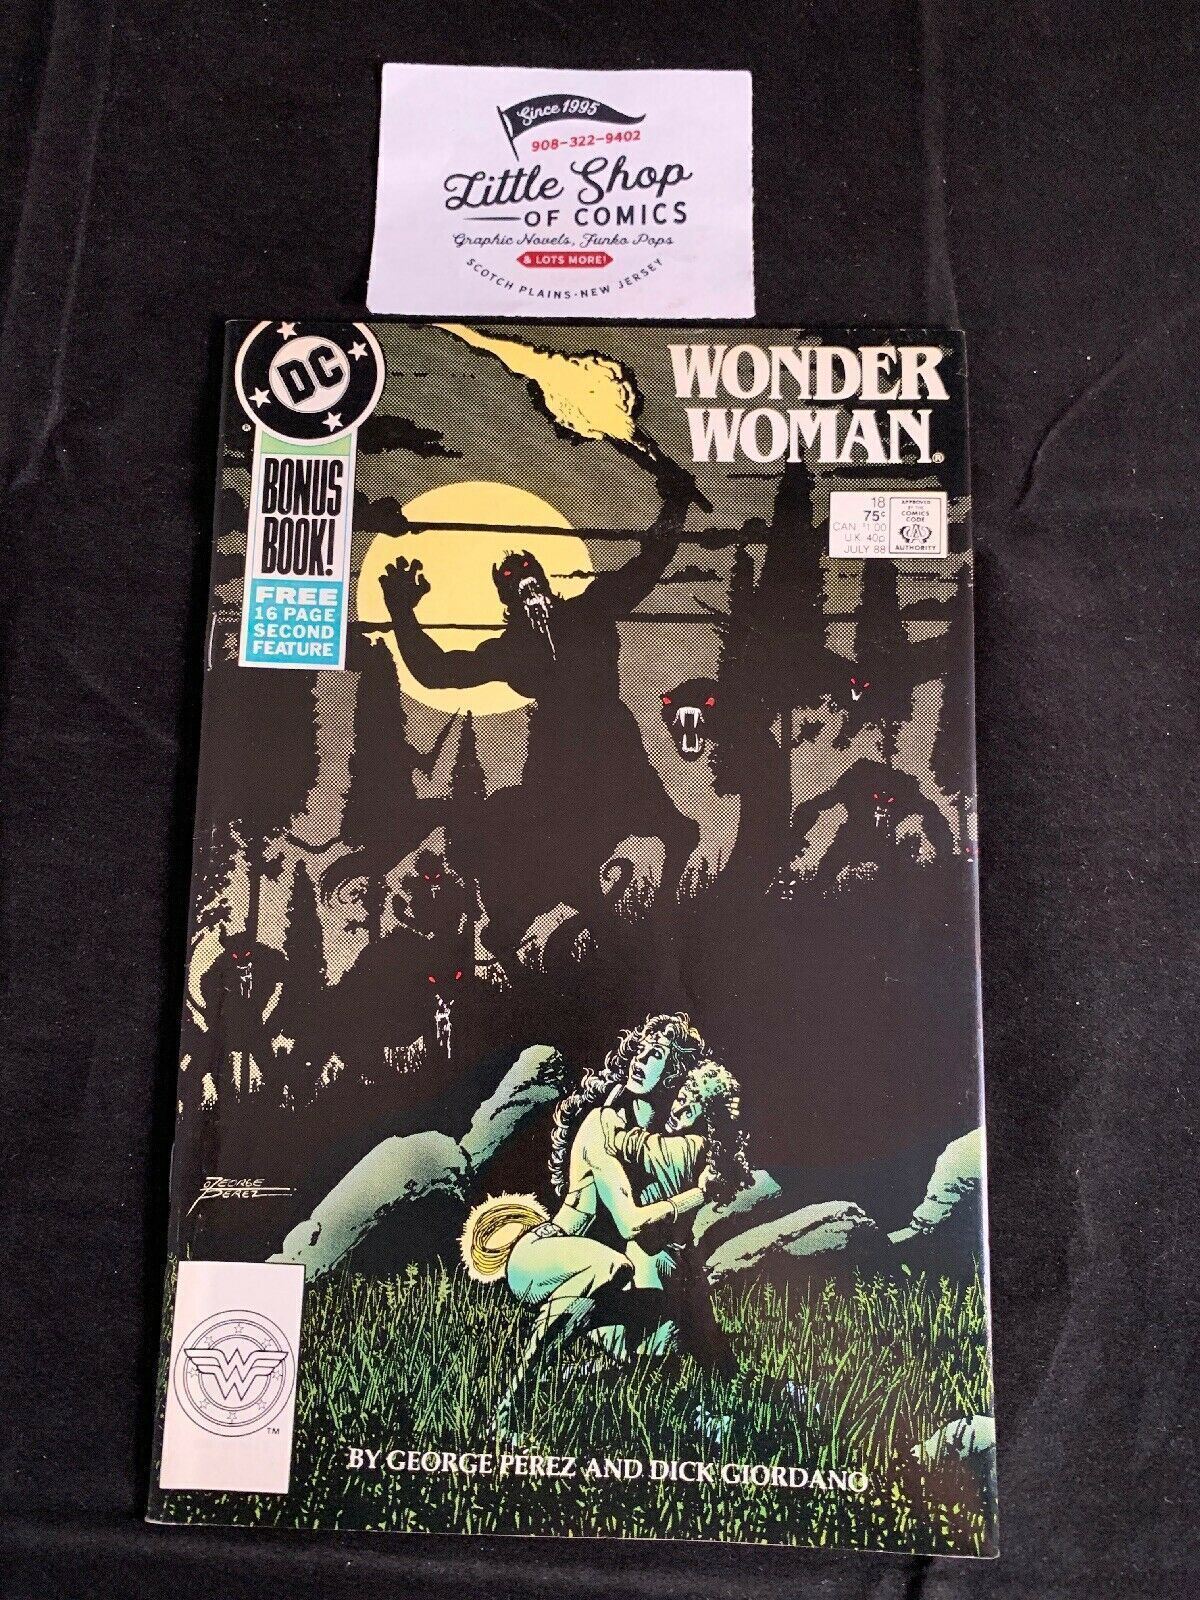 Since 1995
908-322-9402
Little Shop
OF COMICS
Graphic Novels, Funko Pops
& LOTS MORE!
SCOTCH PLAINS-NEW JERSEY
DC
®
BONUS
BOOK!
FREE
16 PAGE
SECOND
FEATURE
WONDER
WOMAN®
18
75¢
CAN. $1.00
U.K. 40p
JULY 88
APPROVED
BY THE
COMICS
CODE
CA
AUTHORITY
GEORGE
PEREZ
W
TM
BY GEORGE PÉREZ AND DICK GIORDANO